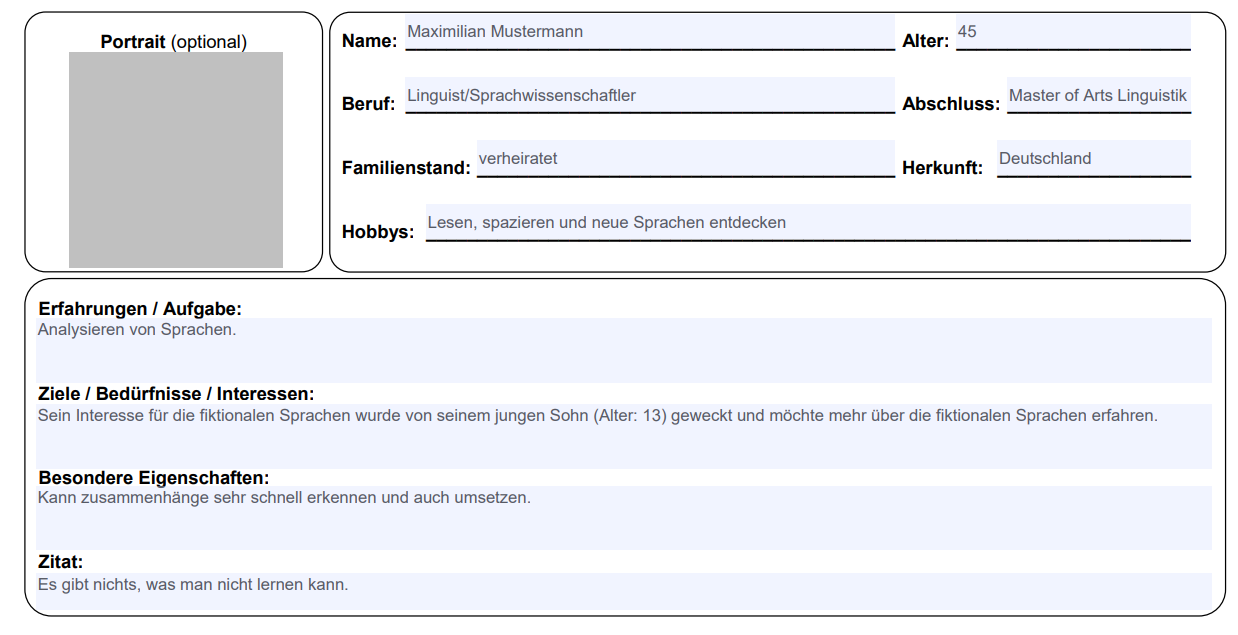 Portrait (optional)
Name: Maximilian Mustermann Alter: 45
Beruf: Linguist/Sprachwissenschaftler Abschluss: Master of Arts Linguistik
Familienstand: verheiratet Herkunft: Deutschland
Hobbys: Lesen, spazieren und neue Sprachen entdecken
Erfahrungen / Aufgabe:
Analysieren von Sprachen.
Ziele / Bedürfnisse / Interessen:
Sein Interesse für die fiktionalen Sprachen wurde von seinem jungen Sohn (Alter: 13) geweckt und möchte mehr über die fiktionalen Sprachen erfahren.
Besondere Eigenschaften:
Kann zusammenhänge sehr schnell erkennen und auch umsetzen.
Zitat:
Es gibt nichts, was man nicht lernen kann.